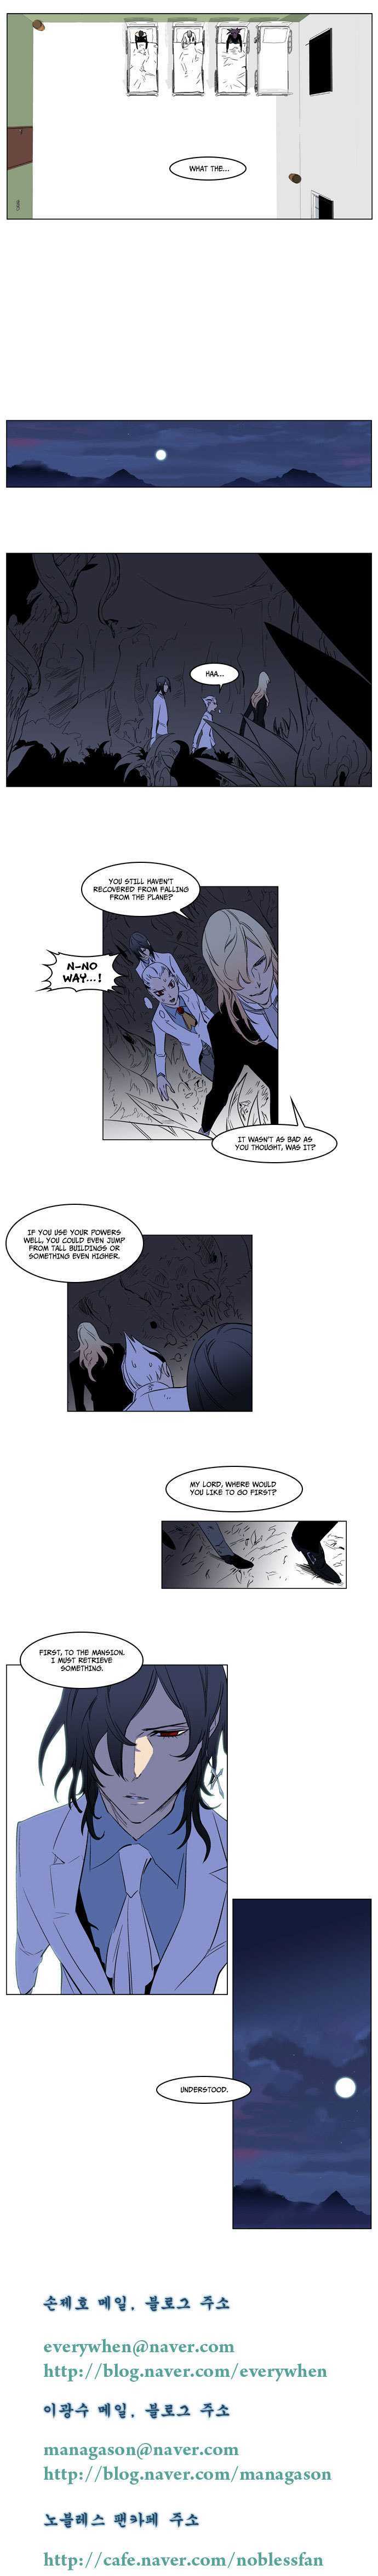 WHAT THE...
HAA...
YOU STILL HAVEN'T
RECOVERED FROM FALLING
FROM THE PLANE?
N-NO
WAY...!
IT WASN'T AS BAD AS
YOU THOUGHT, WAS IT?
IF YOU USE YOUR POWERS
WELL, YOU COULD EVEN JUMP
FROM TALL BUILDINGS OR
SOMETHING EVEN HIGHER.
MY LORD, WHERE WOULD
YOU LIKE TO GO FIRST?
FIRST, TO THE MANSION.
I MUST RETRIEVE
SOMETHING.
UNDERSTOOD.
손제호 메일, 블로그 주소
everywhen@naver.com
http://blog.naver.com/everywhen
이광수 메일, 블로그 주소
managason@naver.com
http://blog.naver.com/managason
노블레스 팬카페 주소
http://cafe.naver.com/noblessfan